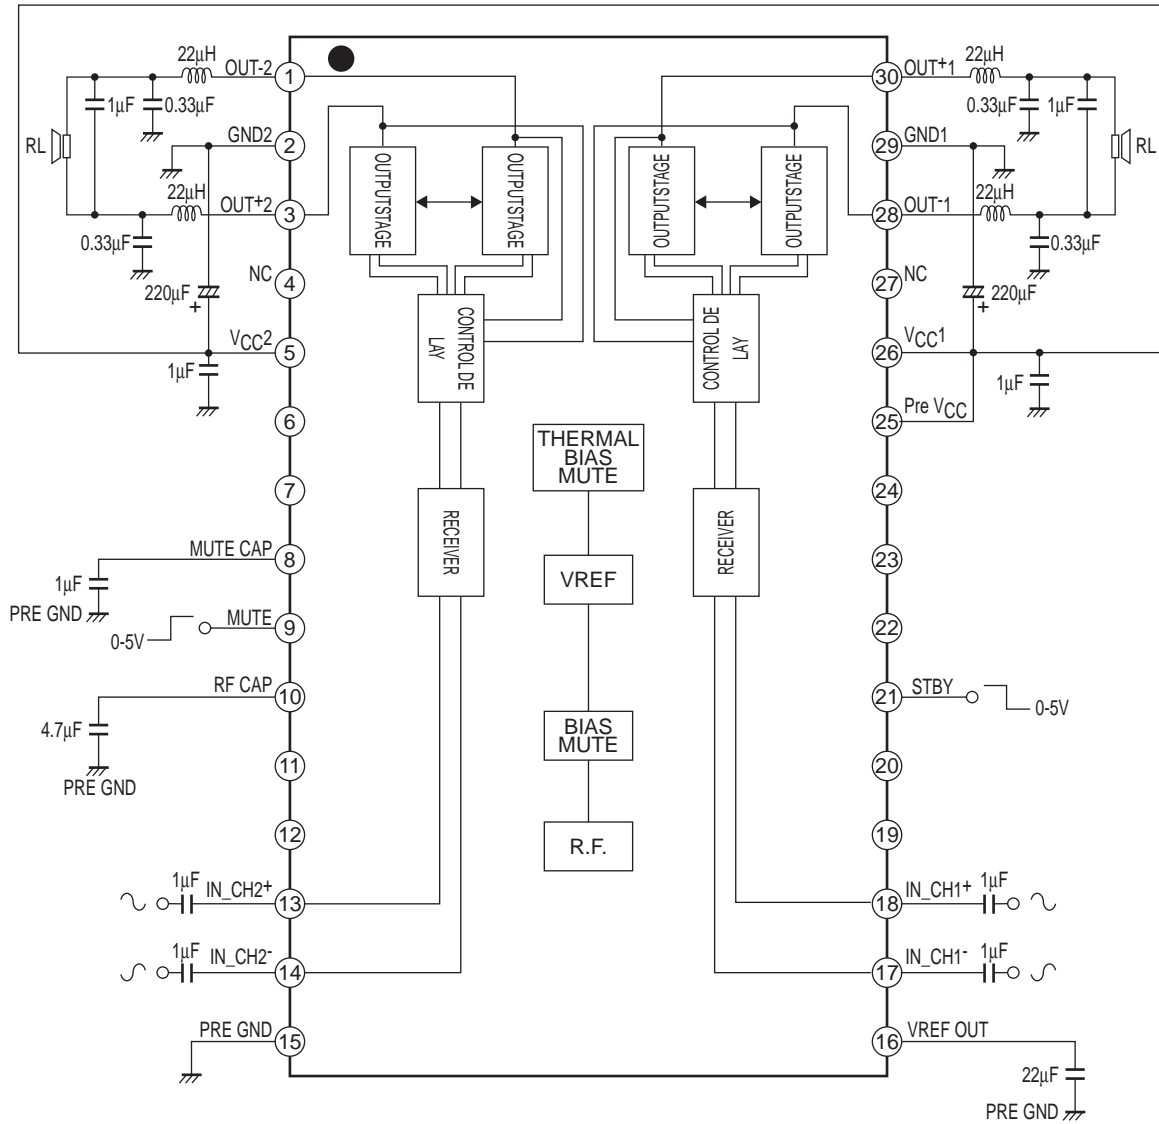 22µH
OUT-2
1
1µF
0.33µF
RL
GND2
2
22µH
OUT+2
3
0.33µF
NC
4
220µF
+
VCC2
5
1µF
6
7
MUTE CAP
8
1µF
PRE GND
MUTE
9
0-5V
RF CAP
10
4.7µF
PRE GND
11
12
1µF
IN_CH2+
13
1µF
IN_CH2-
14
PRE GND
15
OUTPUTSTAGE
OUTPUTSTAGE
CONTROL DE
LAY
RECEIVER
THERMAL
BIAS
MUTE
VREF
BIAS
MUTE
R.F.
OUTPUTSTAGE
OUTPUTSTAGE
CONTROL DE
LAY
RECEIVER
30
OUT+1
22µH
0.33µF
1µF
29
GND1
RL
22µH
28
OUT-1
0.33µF
27
NC
220µF
+
26
VCC1
1µF
25
Pre VCC
24
23
22
21
STBY
0-5V
20
19
18
IN_CH1+
1µF
17
IN_CH1-
1µF
16
VREF OUT
22µF
PRE GND